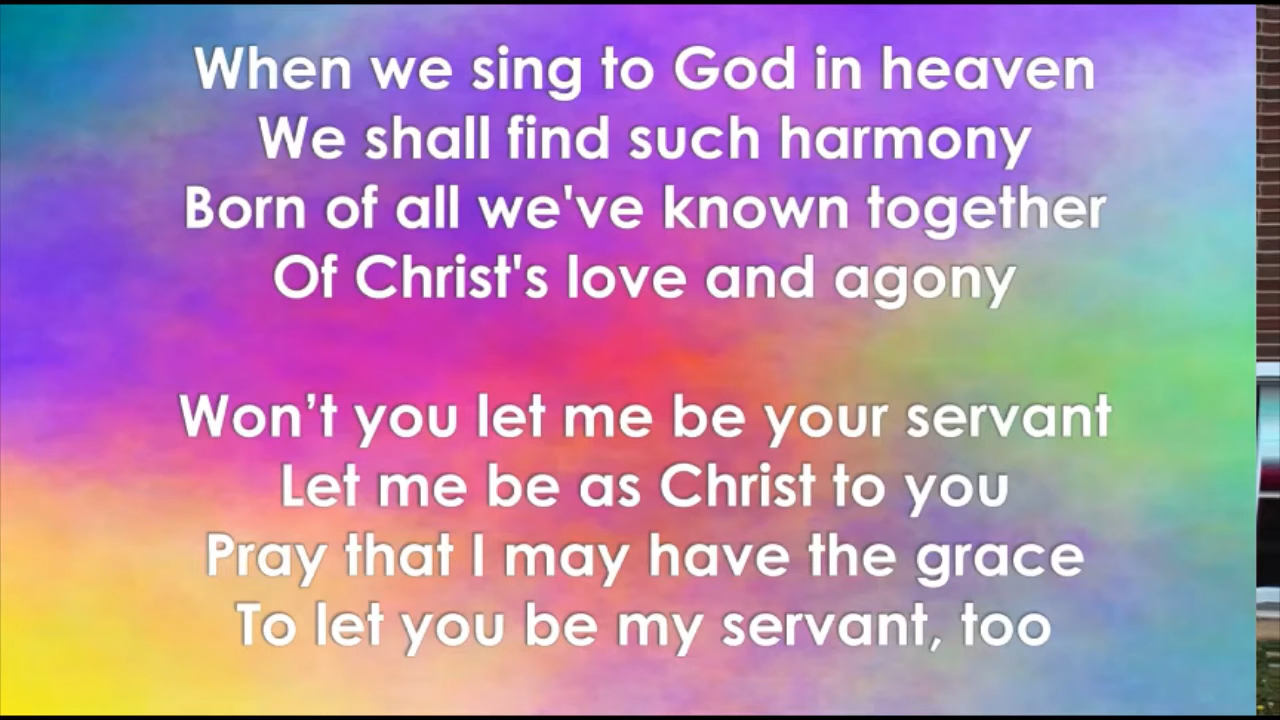 When we sing to God in heaven
We shall find such harmony
Born of all we've known together
Of Christ's love and agony
Won’t you let me be your servant
Let me be as Christ to you
Pray that I may have the grace
To let you be my servant, too